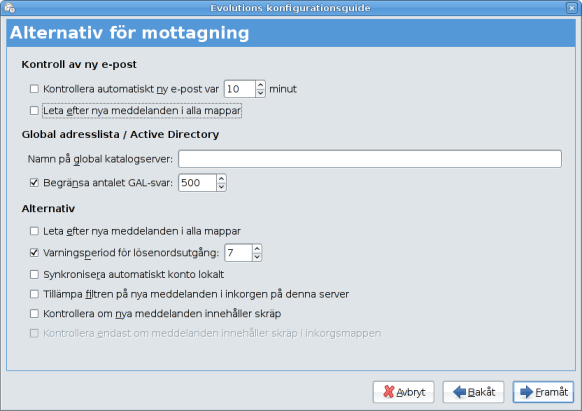 Evolutions konfigurationsguide
Alternativ för mottagning
Kontroll av ny e-post
Kontrollera automatiskt ny e-post var 10 minut
Leta efter nya meddelanden i alla mappar
Global adresslista / Active Directory
Namn på global katalogserver:
Begränsa antalet GAL-svar: 500
Alternativ
Leta efter nya meddelanden i alla mappar
Varningsperiod för lösenordsutgång: 7
Synkronisera automatiskt konto lokalt
Tillämpa filtren på nya meddelanden i inkorgen på denna server
Kontrollera om nya meddelanden innehåller skräp
Kontrollera endast om meddelanden innehåller skräp i inkorgsmappen
Avbryt Bakåt Framåt